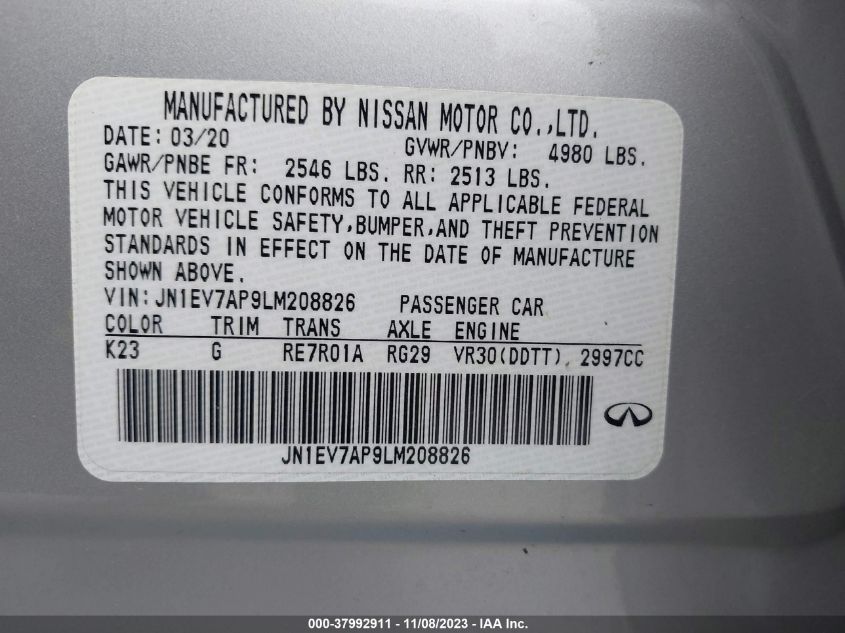 MANUFACTURED BY NISSAN MOTOR CO.,LTD.
DATE: 03/20 GVWR/PNBV: 4980 LBS.
GAWR/PNBE FR: 2546 LBS. RR: 2513 LBS.
THIS VEHICLE CONFORMS TO ALL APPLICABLE FEDERAL
MOTOR VEHICLE SAFETY,BUMPER,AND THEFT PREVENTION
STANDARDS IN EFFECT ON THE DATE OF MANUFACTURE
SHOWN ABOVE.
VIN:JN1EV7AP9LM208826 PASSENGER CAR
COLOR TRIM TRANS AXLE ENGINE
K23 G RE7R01A RG29 VR30(DDTT) 2997CC
JN1EV7AP9LM208826
000-37992911 - 11/08/2023 - IAA Inc.